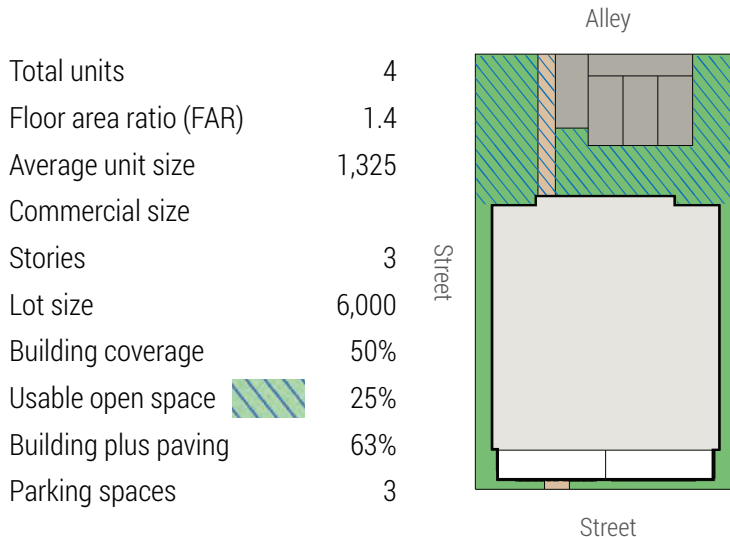 Alley
Total units 4
Floor area ratio (FAR) 1.4
Average unit size 1,325
Commercial size
Stories 3
Lot size 6,000
Building coverage 50%
Usable open space 25%
Building plus paving 63%
Parking spaces 3
Street
Street